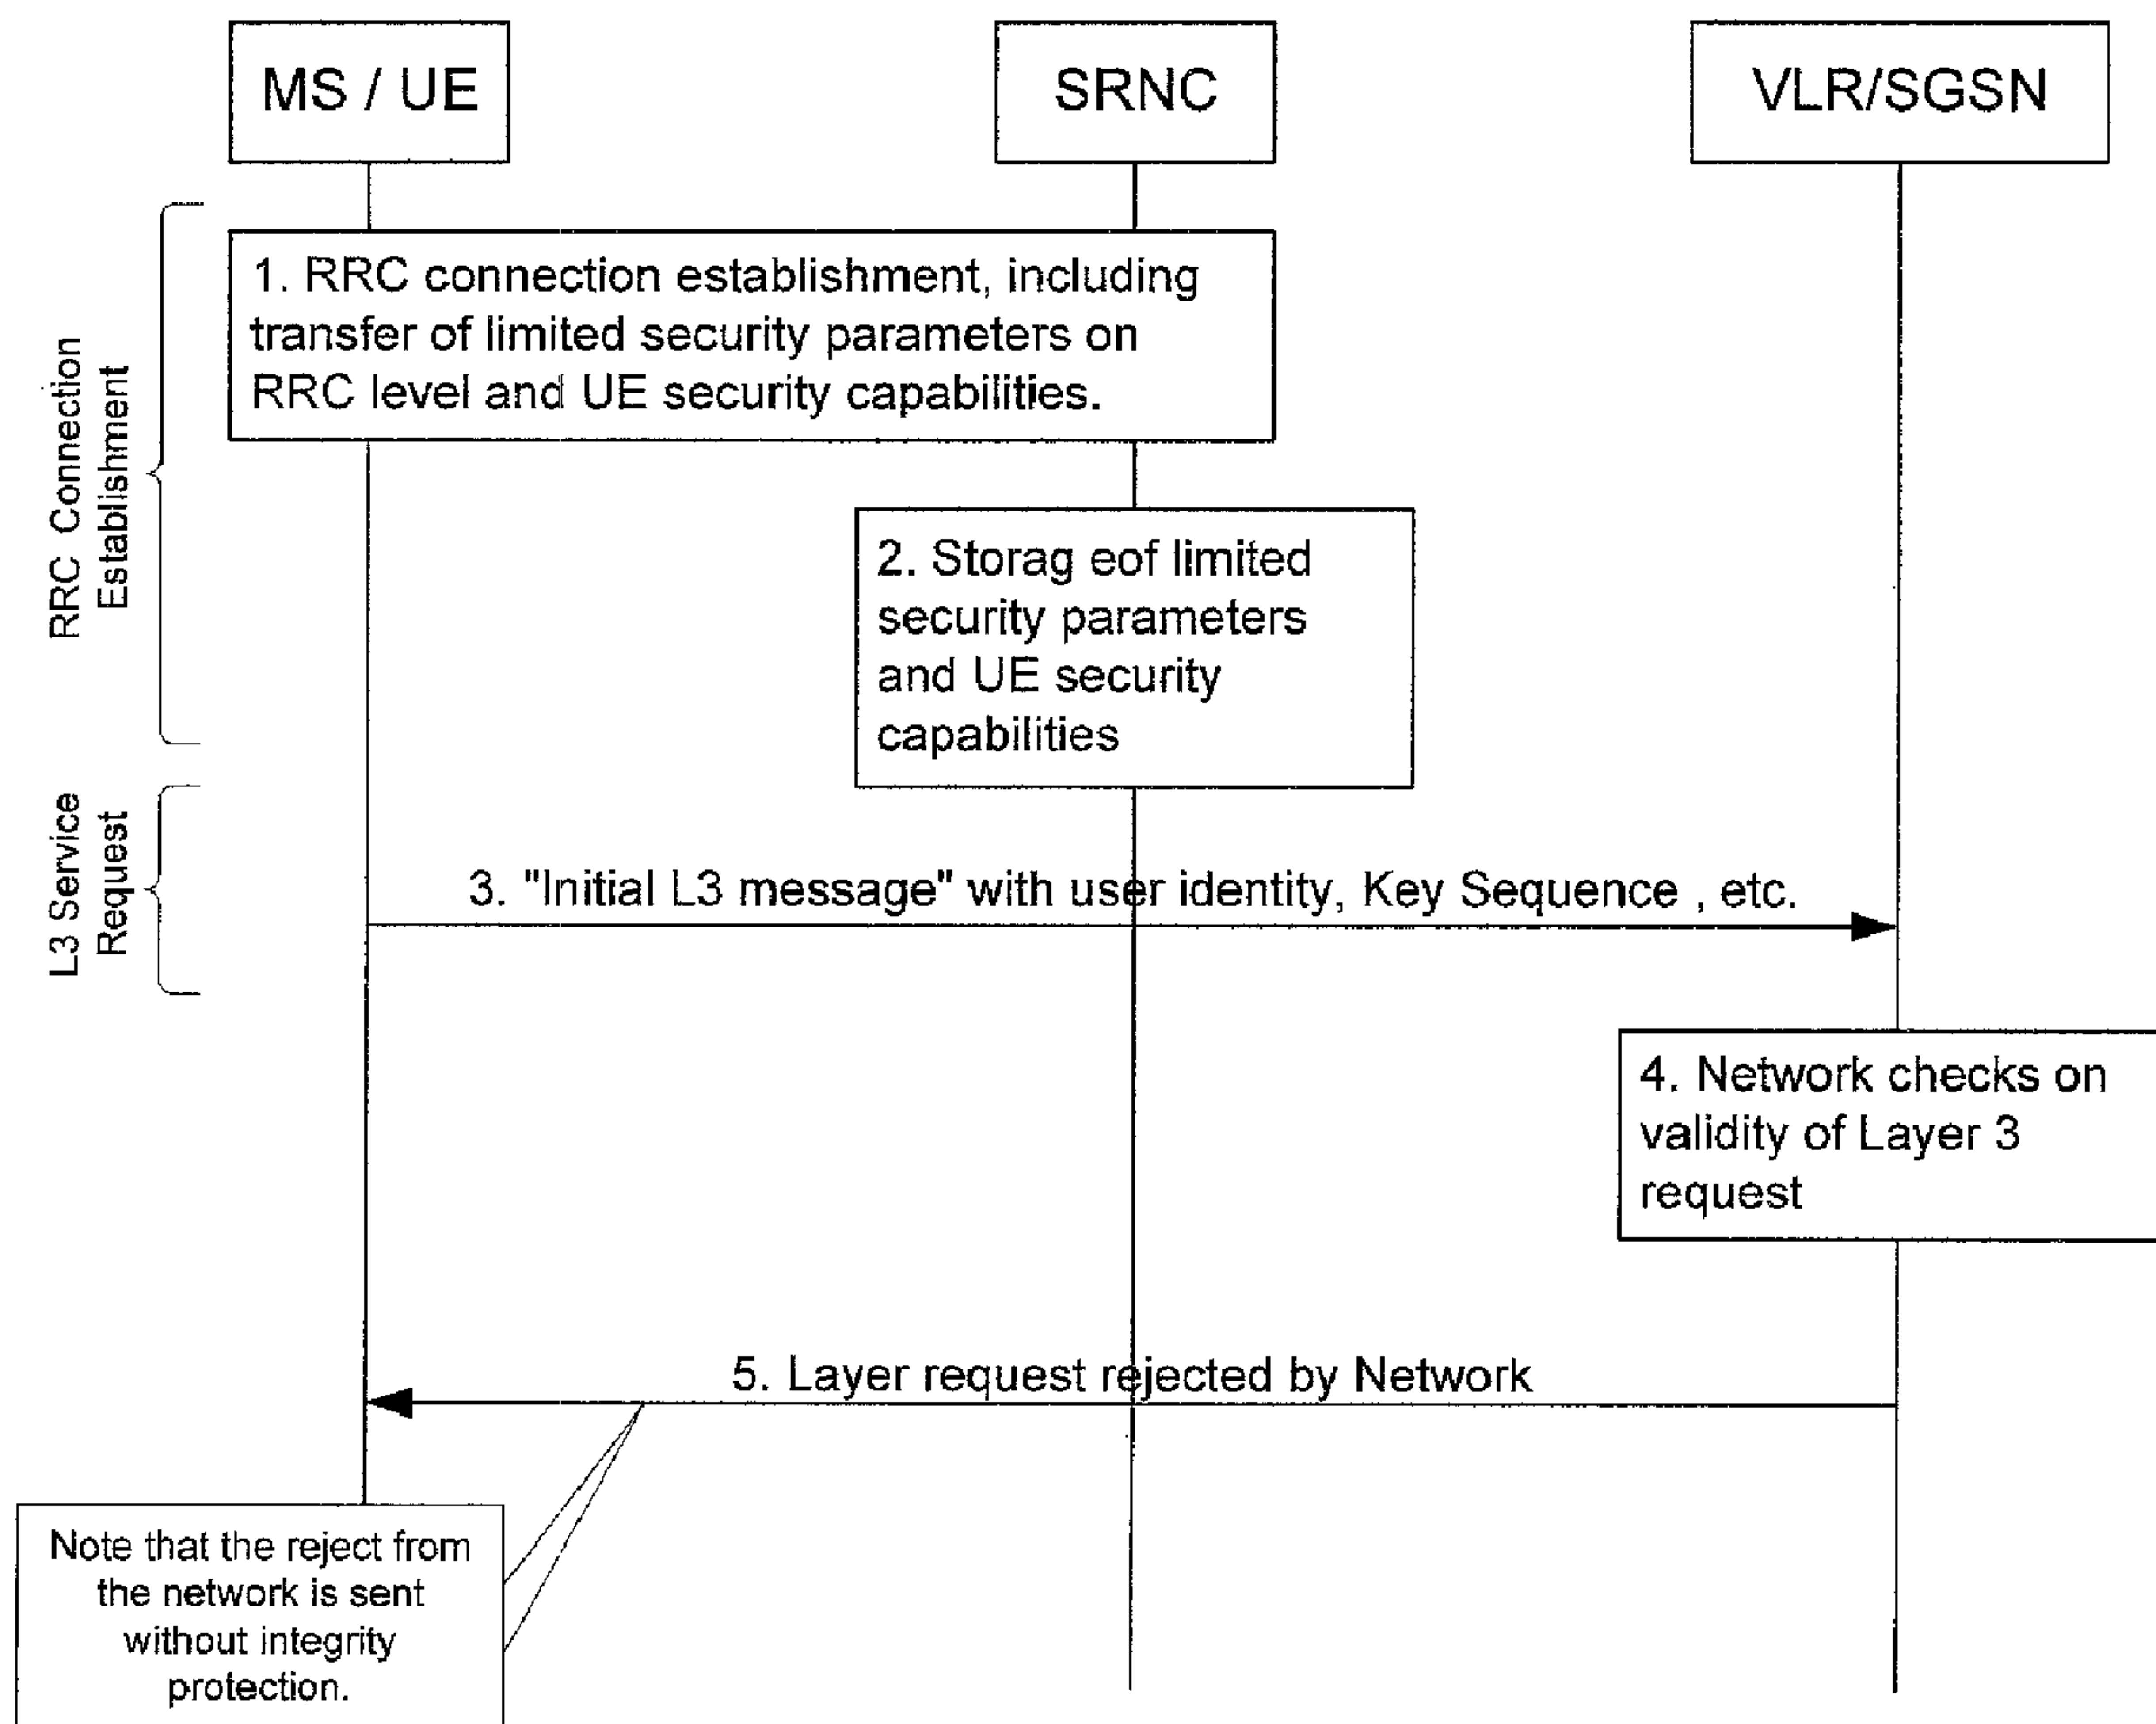 MS / UE
SRNC
VLR/SGSN
RRC Connection
Establishment
1. RRC connection establishment, including
transfer of limited security parameters on
RRC level and UE security capabilities.
2. Storag eof limited
security parameters
and UE security
capabilities
L3 Service
Request
3. "Initial L3 message" with user identity, Key Sequence , etc.
4. Network checks on
validity of Layer 3
request
5. Layer request rejected by Network
Note that the reject from
the network is sent
without integrity
protection.